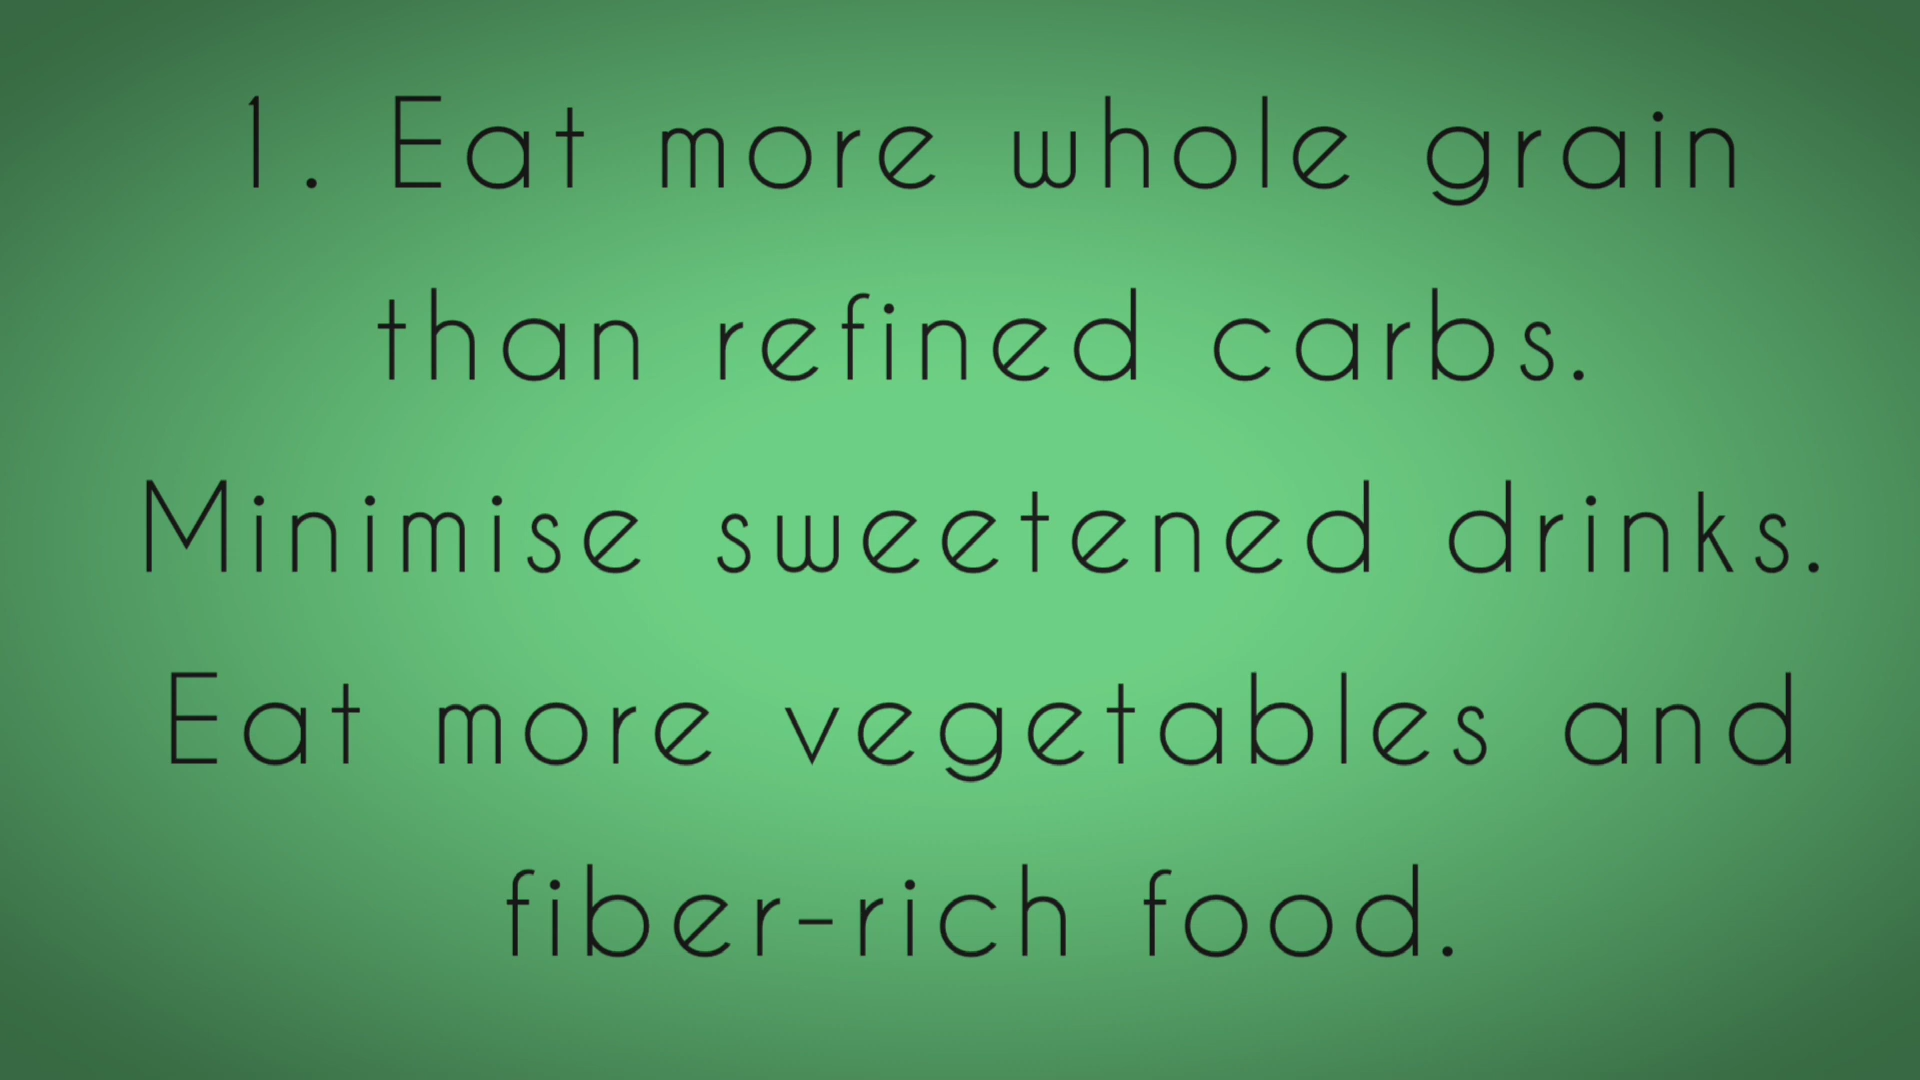 1. Eat more whole grain
than refined carbs.
Minimise sweetened drinks.
Eat more vegetables and
fiber-rich food.